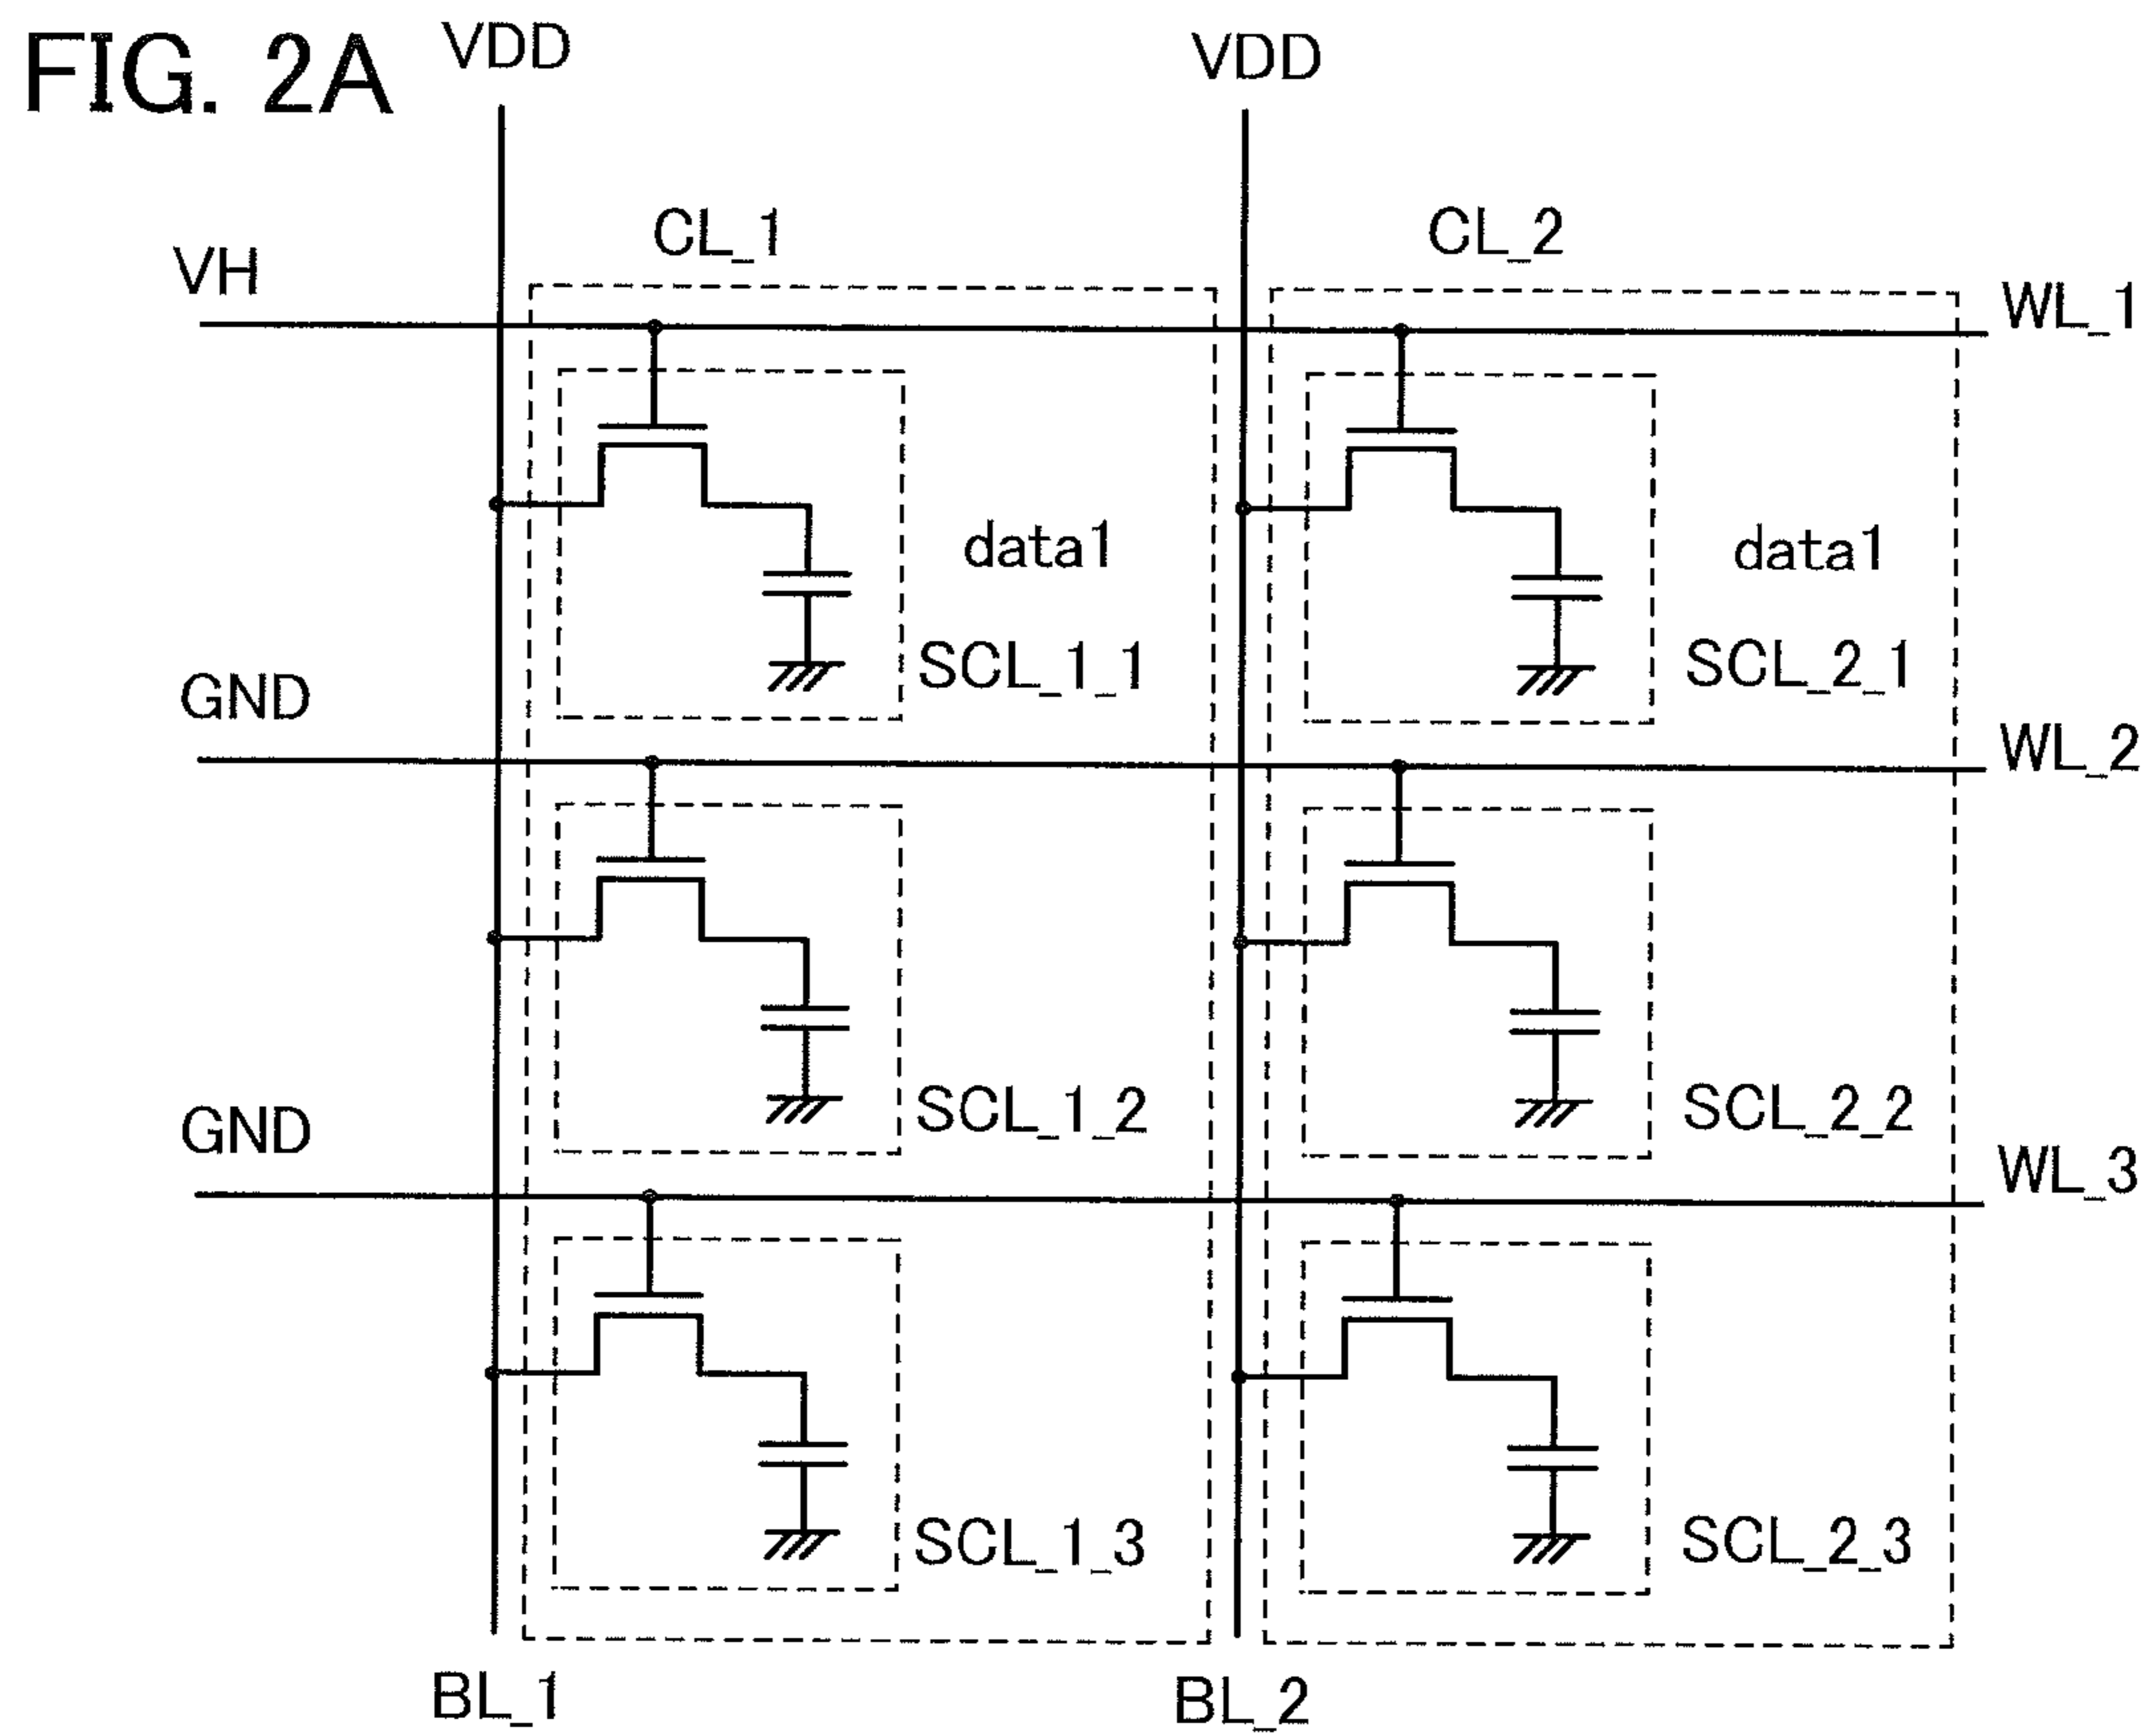 FIG. 2A
VDD
VDD
CL_1
CL_2
VH
WL_1
data1
data1
SCL_1_1
SCL_2_1
GND
WL_2
SCL_1_2
SCL_2_2
GND
WL_3
SCL_1_3
SCL_2_3
BL_1
BL_2